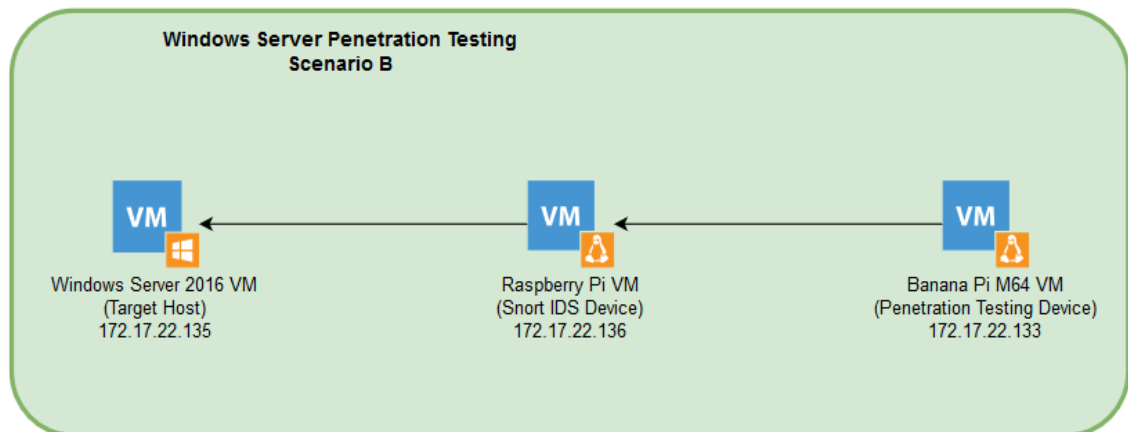 Windows Server Penetration Testing
Scenario B
VM
VM
VM
Windows Server 2016 VM
(Target Host)
172.17.22.135
Raspberry Pi VM
(Snort IDS Device)
172.17.22.136
Banana Pi M64 VM
(Penetration Testing Device)
172.17.22.133